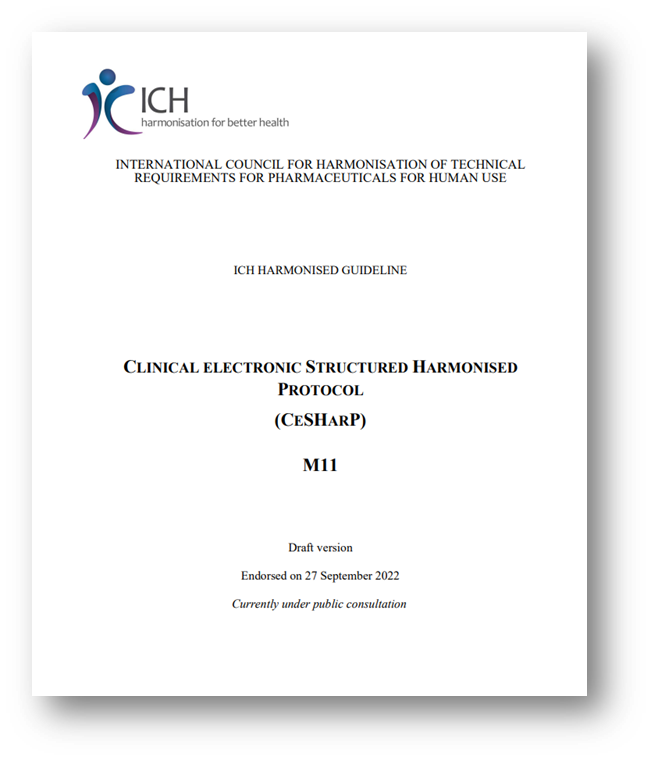 ICH
harmonisation for better health
INTERNATIONAL COUNCIL FOR HARMONISATION OF TECHNICAL
REQUIREMENTS FOR PHARMACEUTICALS FOR HUMAN USE
ICH HARMONISED GUIDELINE
CLINICAL ELECTRONIC STRUCTURED HARMONISED
PROTOCOL
(CESHARP)
M11
Draft version
Endorsed on 27 September 2022
Currently under public consultation